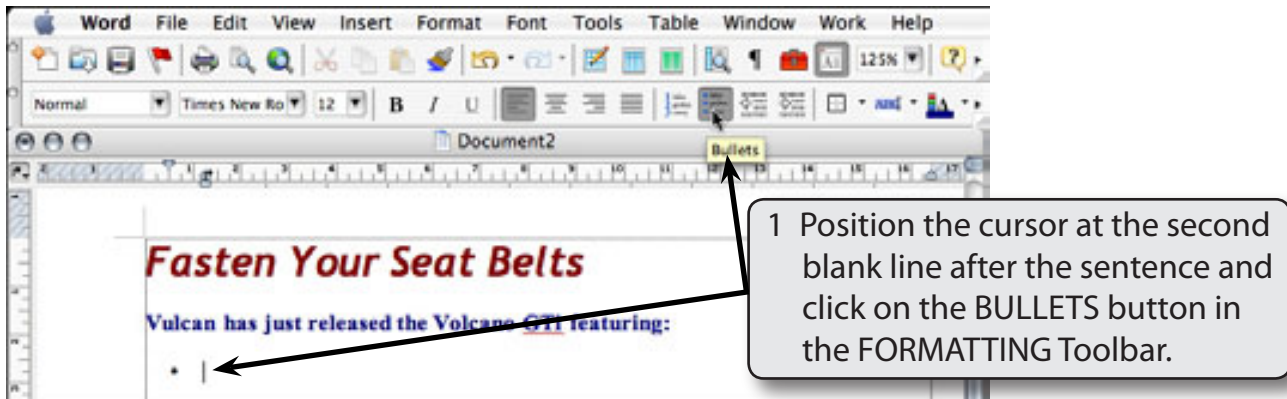 Word File Edit View Insert Format Font Tools Table Window Work Help
125%
Normal Times New Ro 12 B I U
Document2
Bullets
Fasten Your Seat Belts
Vulcan has just released the Volcano GTi featuring:
•
1 Position the cursor at the second
blank line after the sentence and
click on the BULLETS button in
the FORMATTING Toolbar.